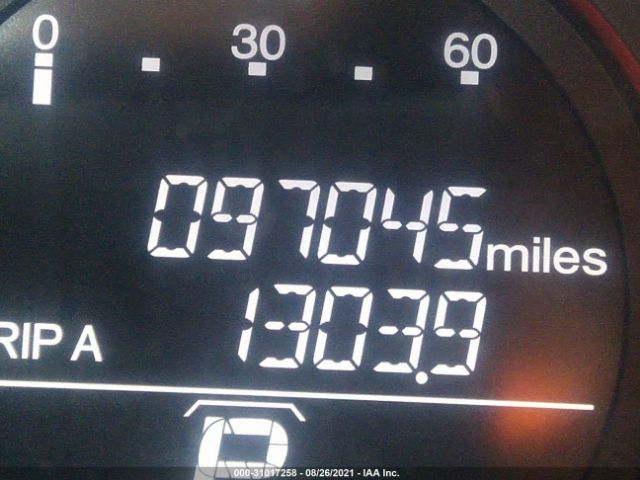 0 30 60
097045 miles
RIP A 1303.9
P
000-31017258 - 08/26/2021 - IAA Inc.